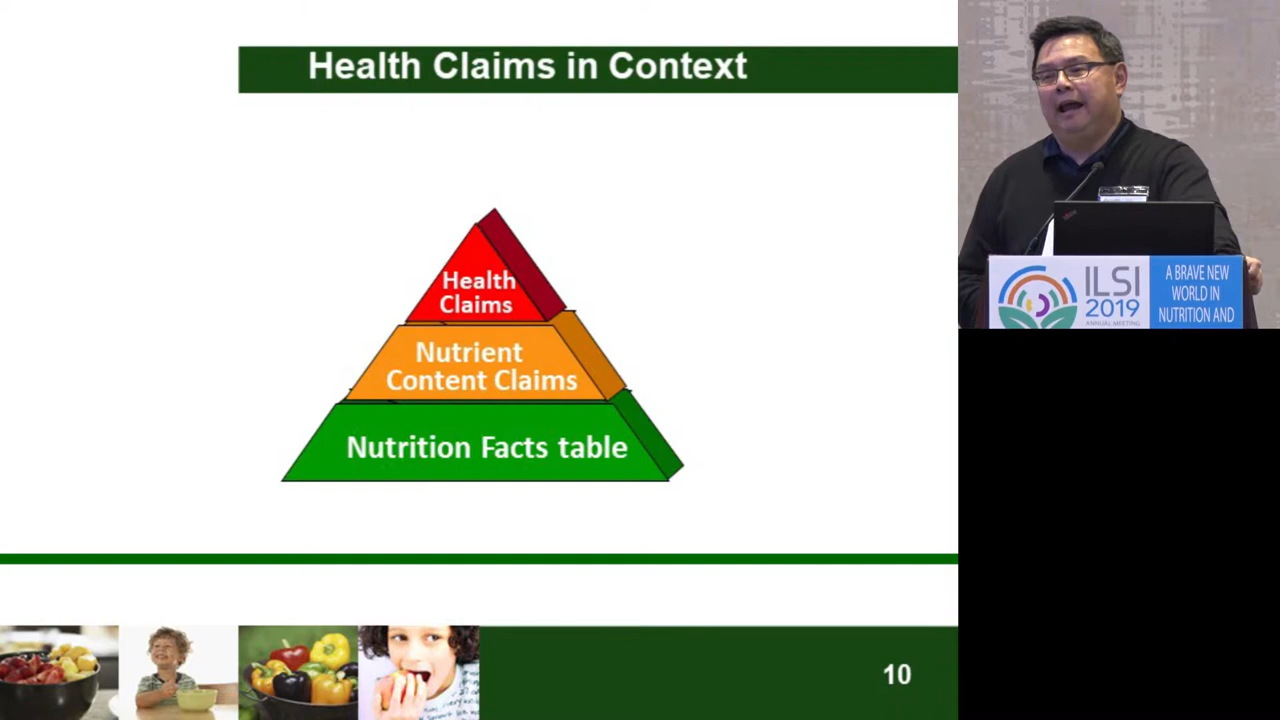 Health Claims in Context
Health
Claims
Nutrient
Content Claims
Nutrition Facts table
10
ILSI
2019
ANNUAL MEETING
A BRAVE NEW
WORLD IN
NUTRITION AND